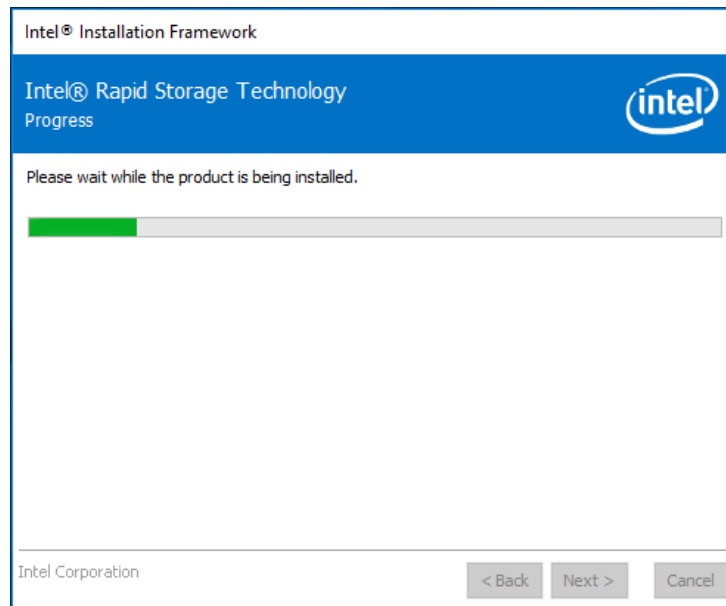 Intel® Installation Framework
Intel® Rapid Storage Technology
Progress
intel
Please wait while the product is being installed.
Intel Corporation
< Back Next > Cancel